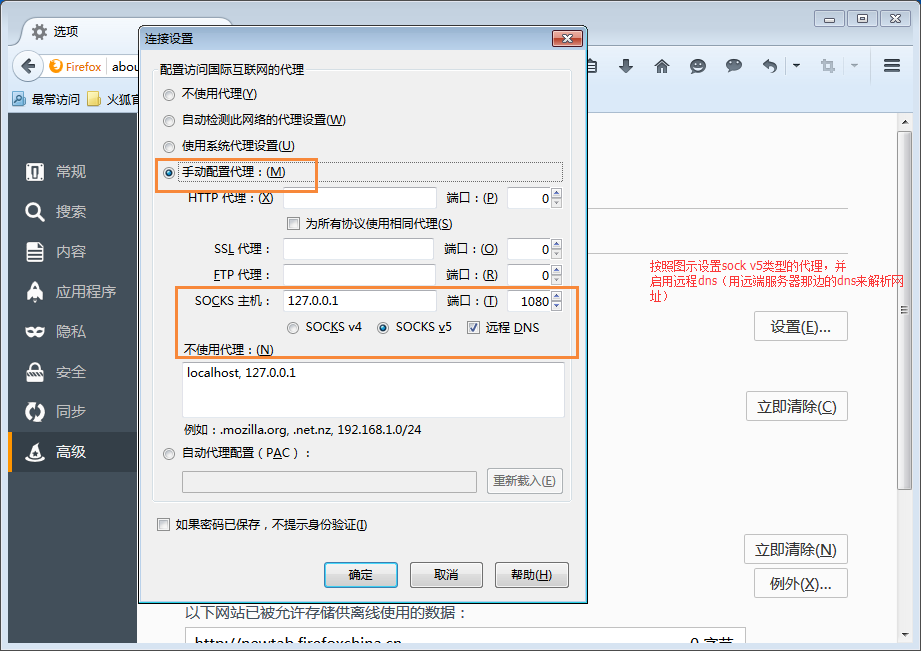 选项
连接设置
Firefox
abou
最常访问
火狐官
配置访问国际互联网的代理
不使用代理(Y)
自动检测此网络的代理设置(W)
使用系统代理设置(U)
手动配置代理：(M)
HTTP 代理：(X)
端口：(P)
0
为所有协议使用相同代理(S)
SSL 代理：
端口：(O)
0
FTP 代理：
端口：(R)
0
SOCKS 主机：
127.0.0.1
端口：(T)
1080
SOCKS v4
SOCKS v5
远程 DNS
不使用代理：(N)
localhost, 127.0.0.1
例如：.mozilla.org, .net.nz, 192.168.1.0/24
自动代理配置（PAC）：
重新载入(E)
如果密码已保存，不提示身份验证(I)
确定
取消
帮助(H)
常规
搜索
内容
应用程序
隐私
安全
同步
高级
按照图示设置sock v5类型的代理，并
启用远程dns（用远端服务器那边的dns来解析网
址）
设置(E)...
立即清除(C)
立即清除(N)
例外(X)...
以下网站已被允许存储供离线使用的数据：
http://newtab.firefoxchina.cn
0 字节